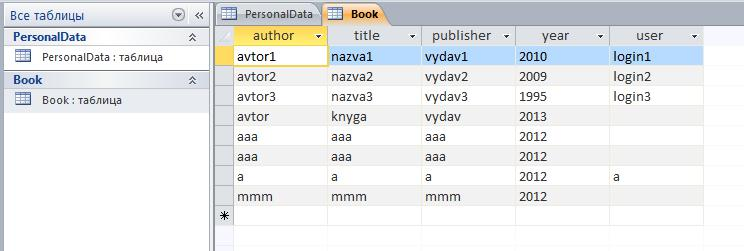 Все таблицы
PersonalData
PersonalData : таблица
Book
Book : таблица
PersonalData Book
author title publisher year user
avtor1 nazva1 vydav1 2010 login1
avtor2 nazva2 vydav2 2009 login2
avtor3 nazva3 vydav3 1995 login3
avtor knyga vydav 2013
aaa aaa aaa 2012
aaa aaa aaa 2012
a a a 2012 a
mmm mmm mmm 2012